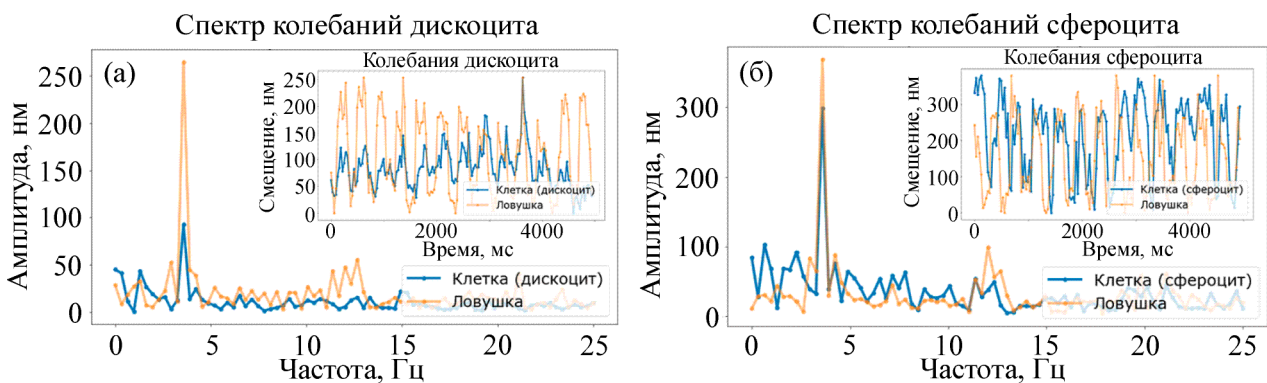 Спектр колебаний дискоцита
(а)
Амплитуда, нм
250
200
150
100
50
0
0 5 10 15 20 25
Частота, Гц
Клетка (дискоцит)
Ловушка
Колебания дискоцита
Смещение, нм
250
200
150
100
50
0
0 2000 4000
Время, мс
Клетка (дискоцит)
Ловушка
Спектр колебаний сфероцита
(б)
Амплитуда, нм
300
200
100
0
0 5 10 15 20 25
Частота, Гц
Клетка (сфероцит)
Ловушка
Колебания сфероцита
Смещение, нм
300
200
100
0
0 2000 4000
Время, мс
Клетка (сфероцит)
Ловушка